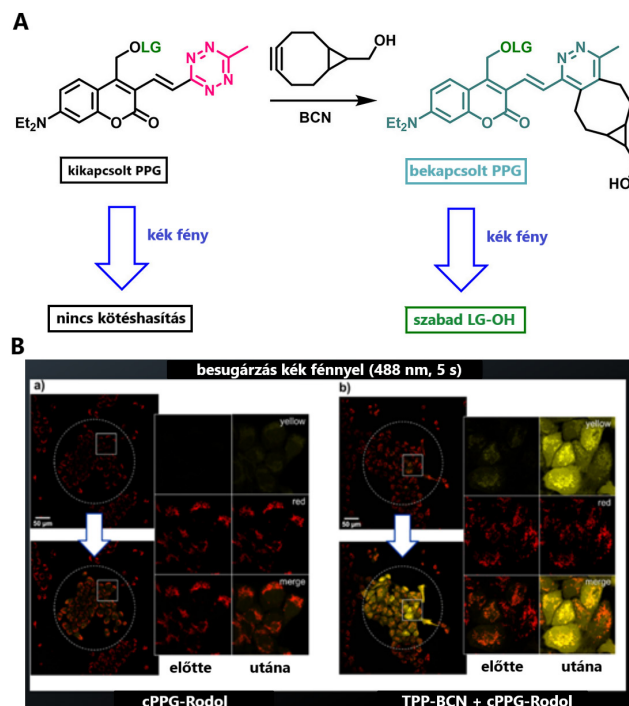 A
OLG
N
N
N
N
Et₂N
O
O
OH
BCN
OLG
N
N
Et₂N
O
O
HO
kikapcsolt PPG
bekapcsolt PPG
kék fény
kék fény
nincs kötéshasítás
szabad LG-OH
B
besugárzás kék fénnyel (488 nm, 5 s)
a)
b)
yellow
yellow
50 µm
50 µm
red
red
merge
merge
előtte
utána
előtte
utána
cPPG-Rodol
TPP-BCN + cPPG-Rodol